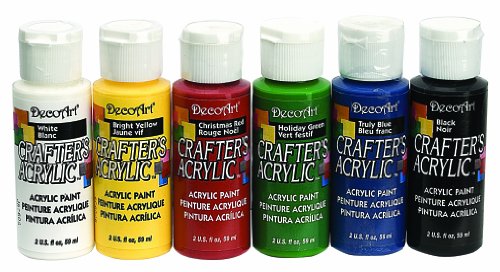 DecoArt
White
Blanc
CRAFTER'S
ACRYLIC
ACRYLIC PAINT
PEINTURE ACRYLIQUE
PINTURA ACRÍLICA
2 U.S. fl oz, 59 ml
DecoArt
Bright Yellow
Jaune vif
CRAFTER'S
ACRYLIC
ACRYLIC PAINT
PEINTURE ACRYLIQUE
PINTURA ACRÍLICA
2 U.S. fl oz, 59 ml
DecoArt
Christmas Red
Rouge Noël
CRAFTER'S
ACRYLIC
ACRYLIC PAINT
PEINTURE ACRYLIQUE
PINTURA ACRÍLICA
2 U.S. fl oz, 59 ml
DecoArt
Holiday Green
Vert festif
CRAFTER'S
ACRYLIC
ACRYLIC PAINT
PEINTURE ACRYLIQUE
PINTURA ACRÍLICA
2 U.S. fl oz, 59 ml
DecoArt
Truly Blue
Bleu franc
CRAFTER'S
ACRYLIC
ACRYLIC PAINT
PEINTURE ACRYLIQUE
PINTURA ACRÍLICA
2 U.S. fl oz, 59 ml
DecoArt
Black
Noir
CRAFTER'S
ACRYLIC
ACRYLIC PAINT
PEINTURE ACRYLIQUE
PINTURA ACRÍLICA
2 U.S. fl oz, 59 ml